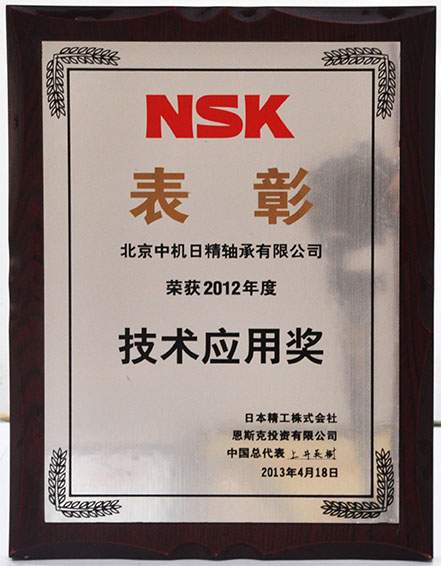 NSK
表彰
北京中机日精轴承有限公司
荣获2012年度
技术应用奖
日本精工株式会社
恩斯克投资有限公司
中国总代表
2013年4月18日